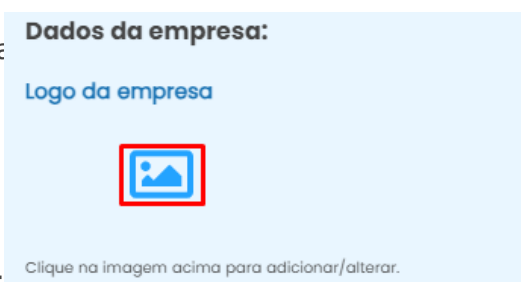 Dados da empresa:
Logo da empresa
Clique na imagem acima para adicionar/alterar.